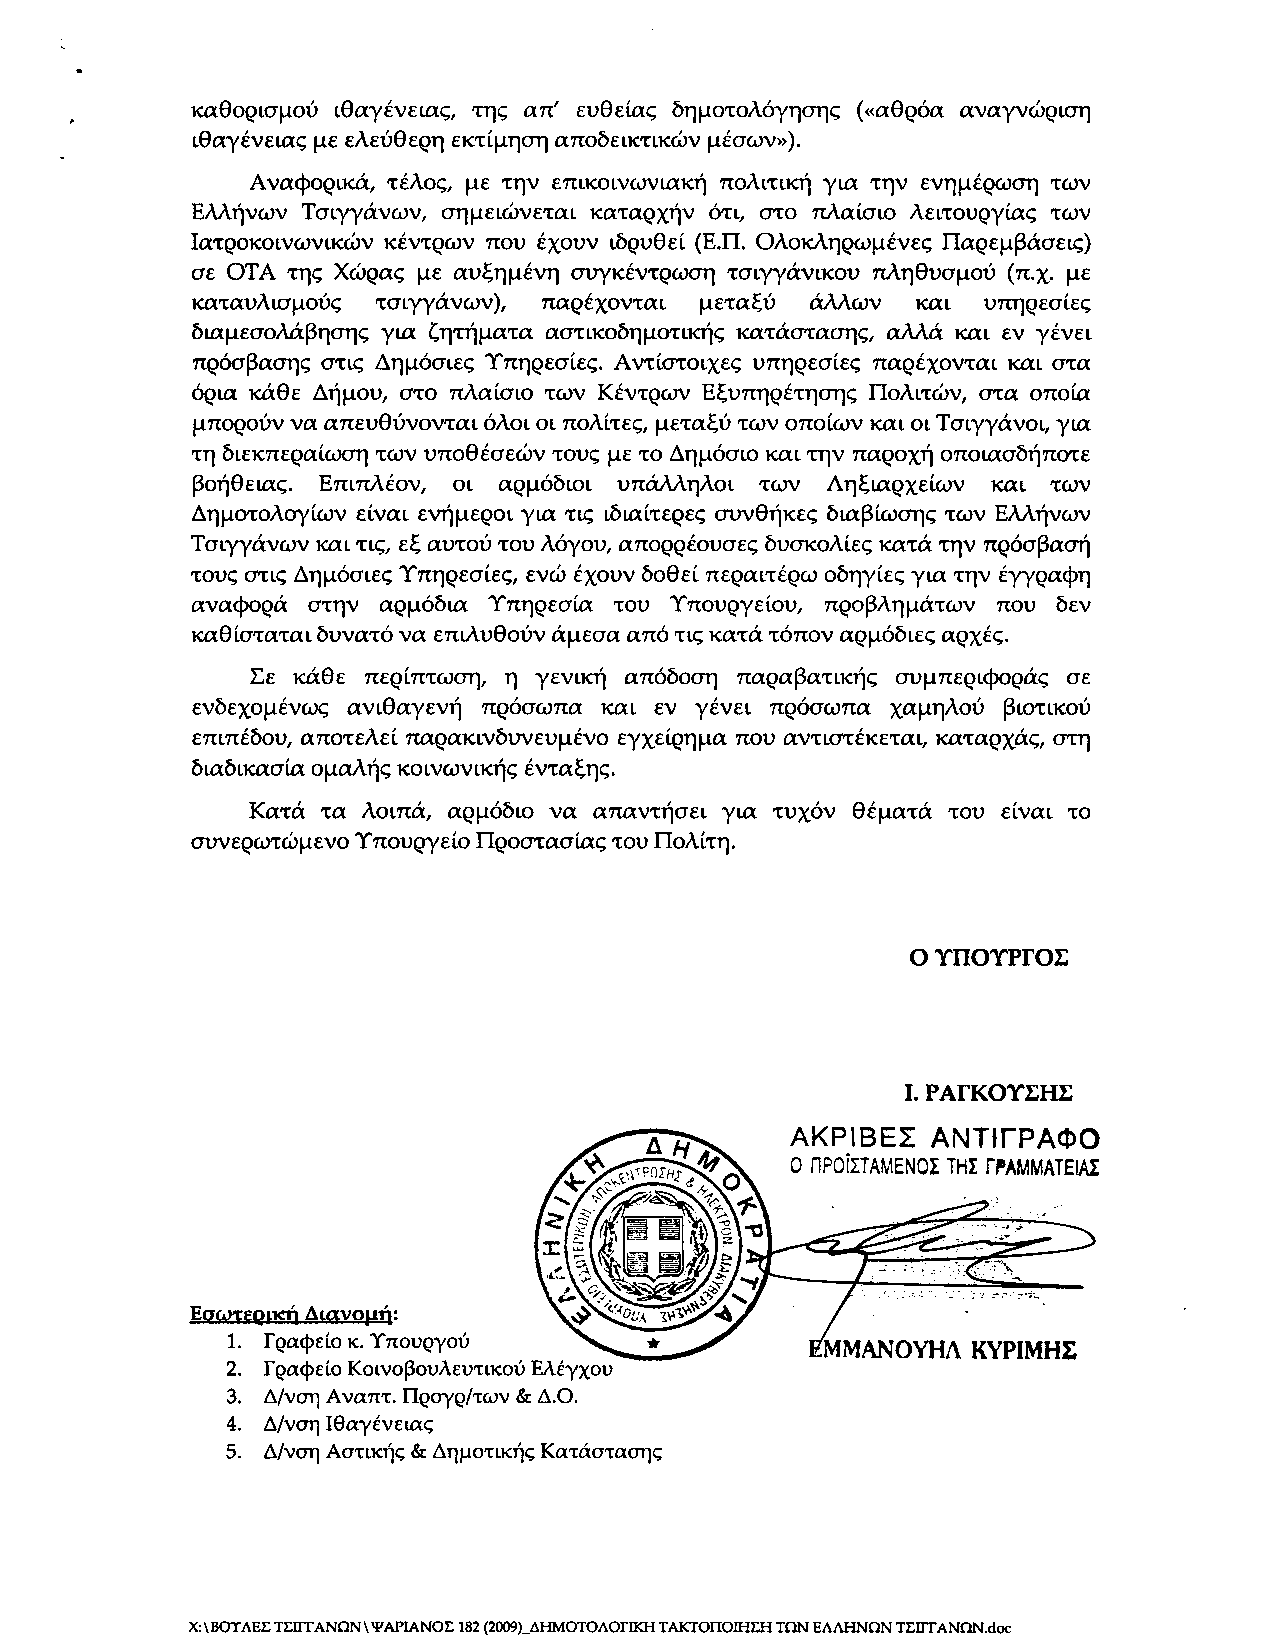 καθορισμού ιθαγένειας, της απ' ευθείας δημοτολόγησης («αθρόα αναγνώριση
ιθαγένειας με ελεύθερη εκτίμηση αποδεικτικών μέσων»).
Αναφορικά, τέλος, με την επικοινωνιακή πολιτική για την ενημέρωση των
Ελλήνων Τσιγγάνων, σημειώνεται καταρχήν ότι, στο πλαίσιο λειτουργίας των
Ιατροκοινωνικών κέντρων που έχουν ιδρυθεί (Ε.Π. Ολοκληρωμένες Παρεμβάσεις)
σε ΟΤΑ της Χώρας με αυξημένη συγκέντρωση τσιγγάνικου πληθυσμού (π.χ. με
καταυλισμούς τσιγγάνων), παρέχονται μεταξύ άλλων και υπηρεσίες
διαμεσολάβησης για ζητήματα αστικοδημοτικής κατάστασης, αλλά και εν γένει
πρόσβασης στις Δημόσιες Υπηρεσίες. Αντίστοιχες υπηρεσίες παρέχονται και στα
όρια κάθε Δήμου, στο πλαίσιο των Κέντρων Εξυπηρέτησης Πολιτών, στα οποία
μπορούν να απευθύνονται όλοι οι πολίτες, μεταξύ των οποίων και οι Τσιγγάνοι, για
τη διεκπεραίωση των υποθέσεών τους με το Δημόσιο και την παροχή οποιασδήποτε
βοήθειας. Επιπλέον, οι αρμόδιοι υπάλληλοι των Ληξιαρχείων και των
Δημοτολογίων είναι ενήμεροι για τις ιδιαίτερες συνθήκες διαβίωσης των Ελλήνων
Τσιγγάνων και τις, εξ αυτού του λόγου, απορρέουσες δυσκολίες κατά την πρόσβασή
τους στις Δημόσιες Υπηρεσίες, ενώ έχουν δοθεί περαιτέρω οδηγίες για την έγγραφη
αναφορά στην αρμόδια Υπηρεσία του Υπουργείου, προβλημάτων που δεν
καθίσταται δυνατό να επιλυθούν άμεσα από τις κατά τόπον αρμόδιες αρχές.
Σε κάθε περίπτωση, η γενική απόδοση παραβατικής συμπεριφοράς σε
ενδεχομένως ανιθαγενή πρόσωπα και εν γένει πρόσωπα χαμηλού βιοτικού
επιπέδου, αποτελεί παρακινδυνευμένο εγχείρημα που αντιστέκεται, καταρχάς, στη
διαδικασία ομαλής κοινωνικής ένταξης.
Κατά τα λοιπά, αρμόδιο να απαντήσει για τυχόν θέματά του είναι το
συνερωτώμενο Υπουργείο Προστασίας του Πολίτη.
Ο ΥΠΟΥΡΓΟΣ
Ι. ΡΑΓΚΟΥΣΗΣ
ΑΚΡΙΒΕΣ ΑΝΤΙΓΡΑΦΟ
Ο ΠΡΟΪΣΤΑΜΕΝΟΣ ΤΗΣ ΓΡΑΜΜΑΤΕΙΑΣ
ΕΛΛΗΝΙΚΗ ΔΗΜΟΚΡΑΤΙΑ
ΕΜΜΑΝΟΥΗΛ ΚΥΡΙΜΗΣ
Εσωτερική Διανομή:
1. Γραφείο κ. Υπουργού
2. Γραφείο Κοινοβουλευτικού Ελέγχου
3. Δ/νση Αναπτ. Προγρ/των & Δ.Ο.
4. Δ/νση Ιθαγένειας
5. Δ/νση Αστικής & Δημοτικής Κατάστασης
Χ:\ΒΟΥΛΕΣ ΤΣΙΓΓΑΝΩΝ\ΨΑΡΙΑΝΟΣ 182 (2009)_ΔΗΜΟΤΟΛΟΓΙΚΗ ΤΑΚΤΟΠΟΙΗΣΗ ΤΩΝ ΕΛΛΗΝΩΝ ΤΣΙΓΓΑΝΩΝ.doc